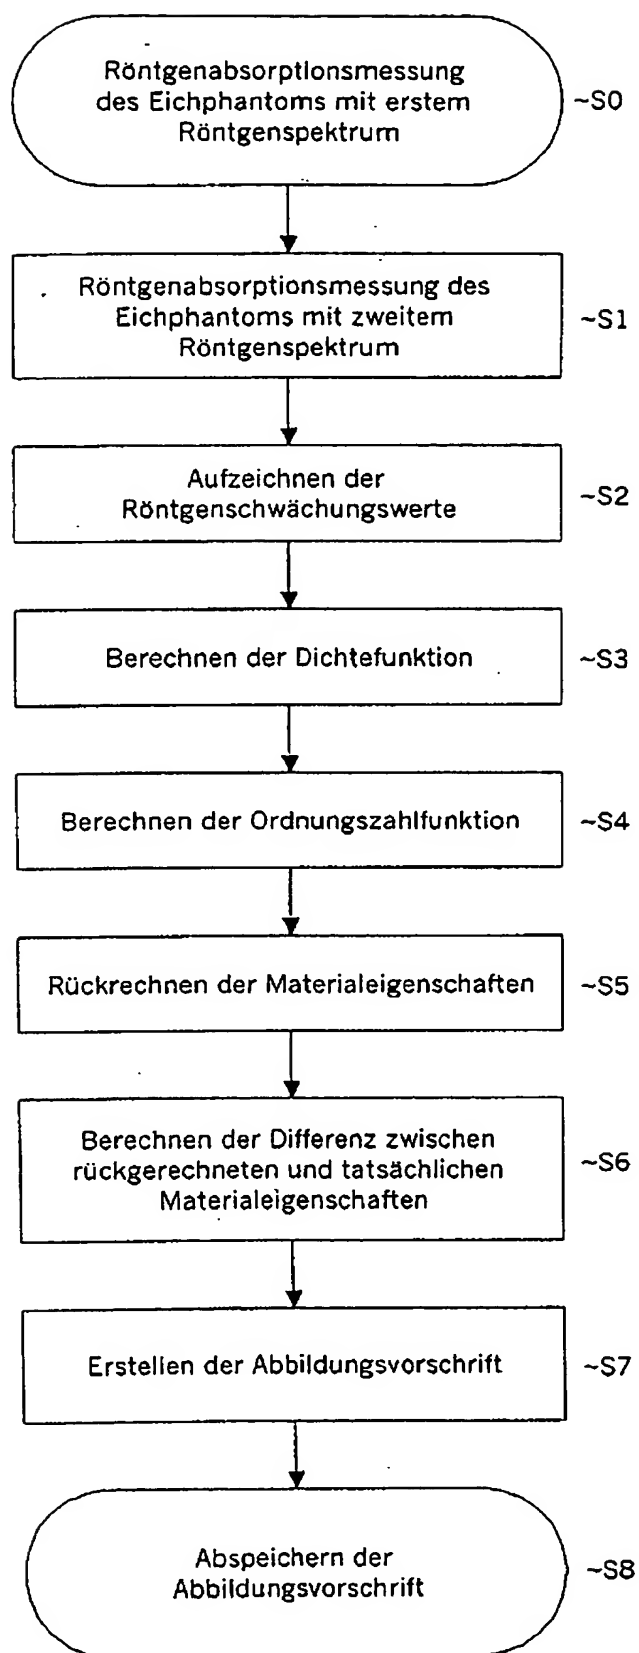 Röntgenabsorptionsmessung
des Eichphantoms mit erstem
Röntgenspektrum
~S0
Röntgenabsorptionsmessung des
Eichphantoms mit zweitem
Röntgenspektrum
~S1
Aufzeichnen der
Röntgenschwächungswerte
~S2
Berechnen der Dichtefunktion
~S3
Berechnen der Ordnungszahlfunktion
~S4
Rückrechnen der Materialeigenschaften
~S5
Berechnen der Differenz zwischen
rückgerechneten und tatsächlichen
Materialeigenschaften
~S6
Erstellen der Abbildungsvorschrift
~S7
Abspeichern der
Abbildungsvorschrift
~S8